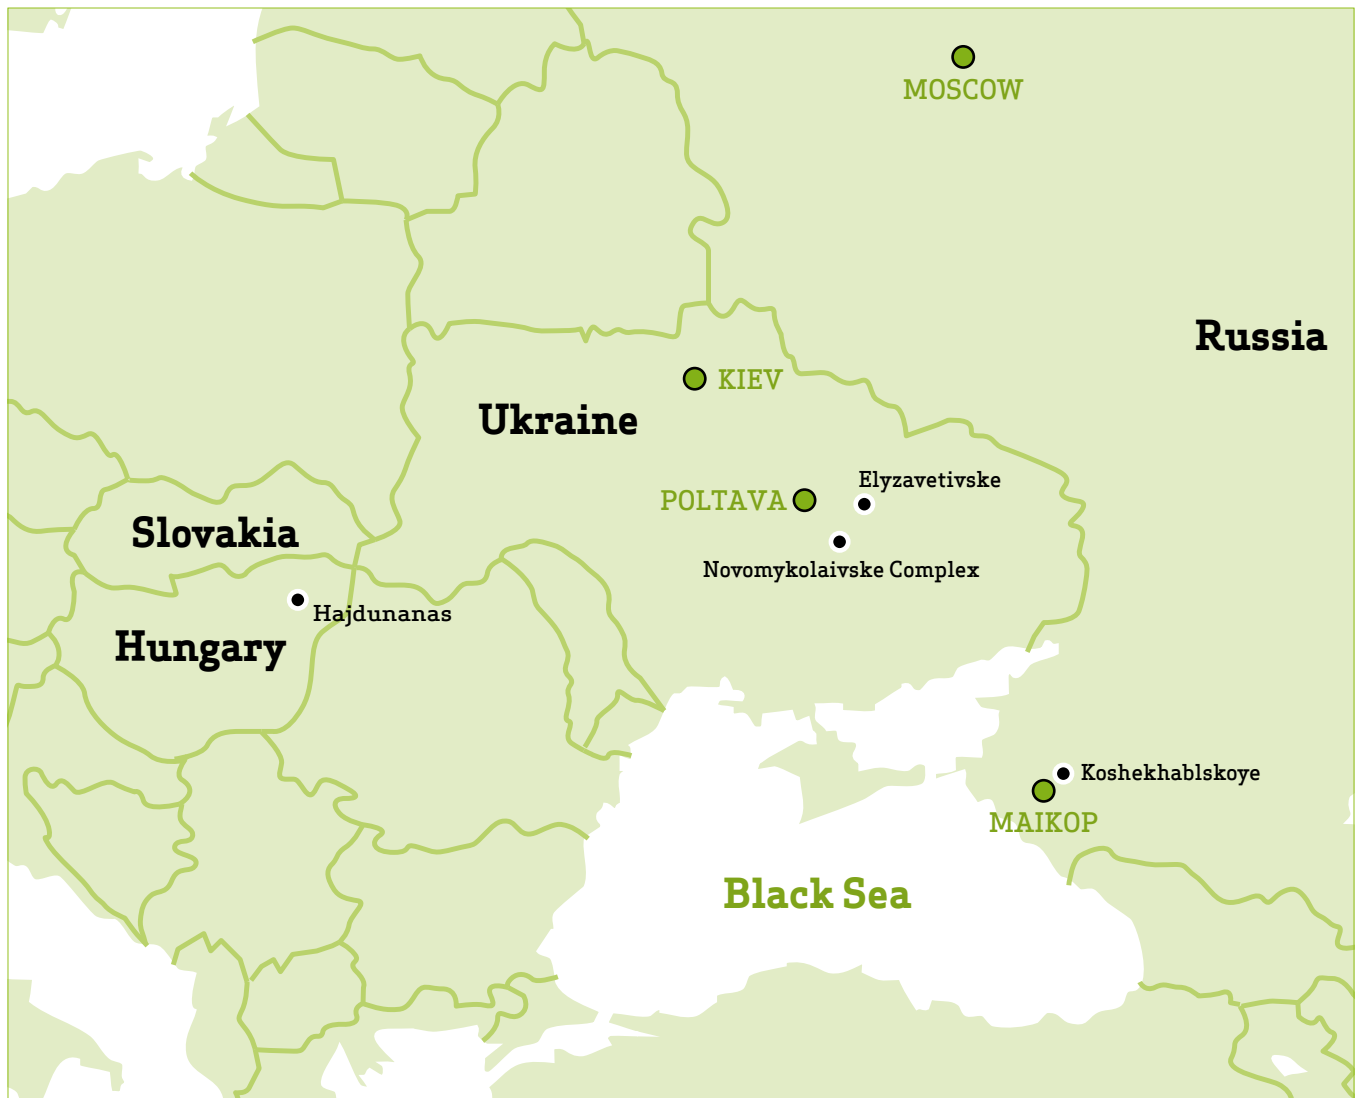 MOSCOW
Russia
KIEV
Ukraine
Elyzavetivske
POLTAVA
Slovakia
Novomykolaivske Complex
Hajdunanas
Hungary
Koshekhablskoye
MAIKOP
Black Sea